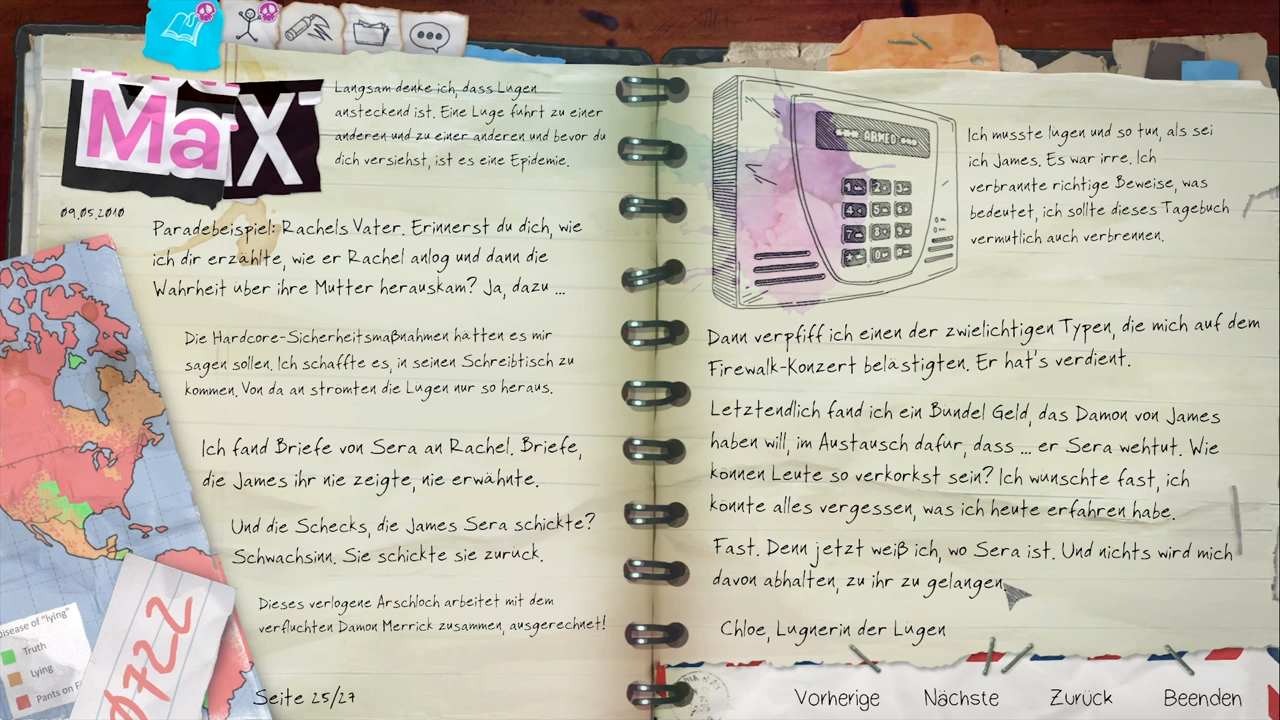 MaX
Langsam denke ich, dass Lügen
ansteckend ist. Eine Lüge führt zu einer
anderen und zu einer anderen und bevor du
dich versiehst, ist es eine Epidemie.
09.05.2010
Paradebeispiel: Rachels Vater. Erinnerst du dich, wie
ich dir erzählte, wie er Rachel anlog und dann die
Wahrheit über ihre Mutter herauskam? Ja, dazu ...
Die Hardcore-Sicherheitsmaßnahmen hätten es mir
sagen sollen. Ich schaffte es, in seinen Schreibtisch zu
kommen. Von da an strömten die Lügen nur so heraus.
Ich fand Briefe von Sera an Rachel. Briefe,
die James ihr nie zeigte, nie erwähnte.
Und die Schecks, die James Sera schickte?
Schwachsinn. Sie schickte sie zurück.
Dieses verlogene Arschloch arbeitet mit dem
verfluchten Damon Merrick zusammen, ausgerechnet!
disease of "lying"
Truth
Lying
Pants on F
0722
Seite 25/27
ARMED
1 2 3
4 5 6
7 8 9
* 0 #
Ich musste lügen und so tun, als sei
ich James. Es war irre. Ich
verbrannte richtige Beweise, was
bedeutet, ich sollte dieses Tagebuch
vermutlich auch verbrennen.
Dann verpfiff ich einen der zwielichtigen Typen, die mich auf dem
Firewalk-Konzert belästigten. Er hat's verdient.
Letztendlich fand ich ein Bündel Geld, das Damon von James
haben will, im Austausch dafür, dass ... er Sera wehtut. Wie
können Leute so verkorkst sein? Ich wünschte fast, ich
könnte alles vergessen, was ich heute erfahren habe.
Fast. Denn jetzt weiß ich, wo Sera ist. Und nichts wird mich
davon abhalten, zu ihr zu gelangen.
Chloe, Lügnerin der Lügen
Vorherige Nächste Zurück Beenden